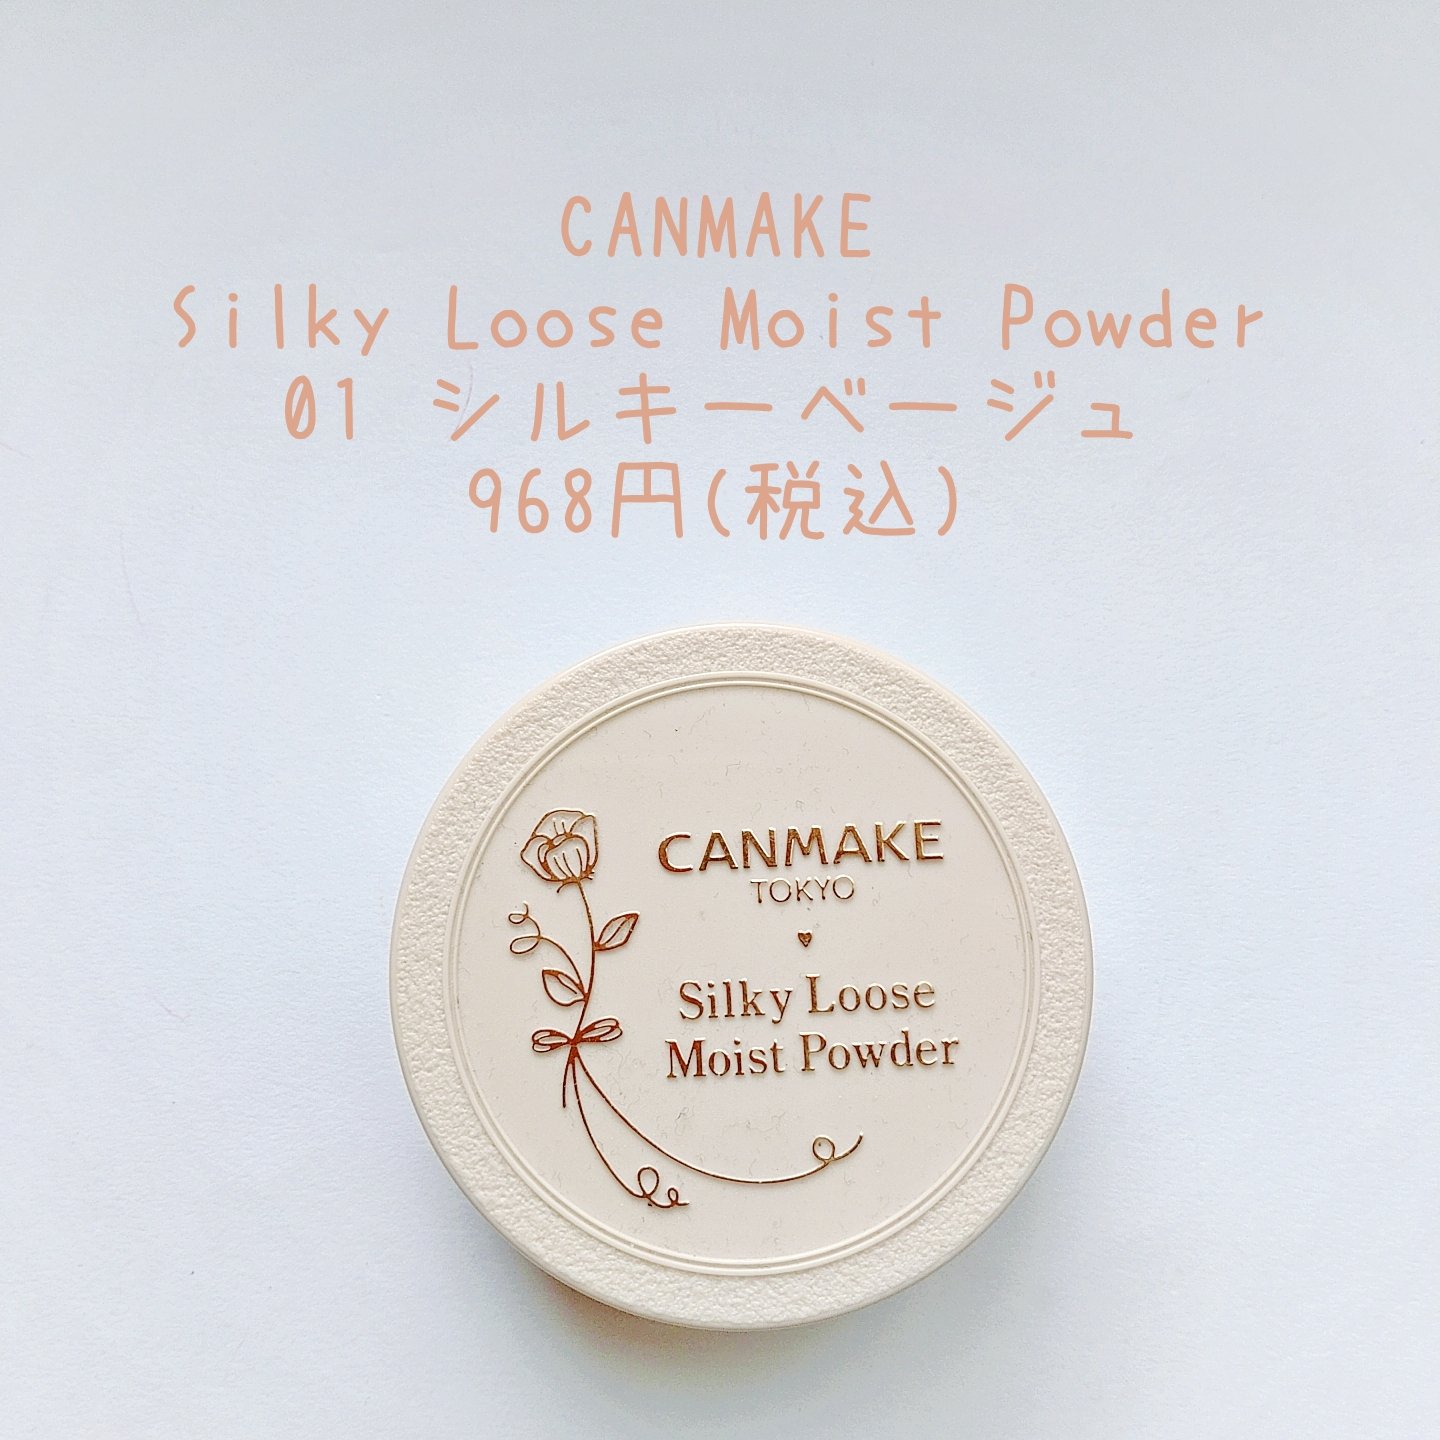 CANMAKE
Silky Loose Moist Powder
01 シルキーベージュ
968円(税込)
CANMAKE
TOKYO
Silky Loose
Moist Powder